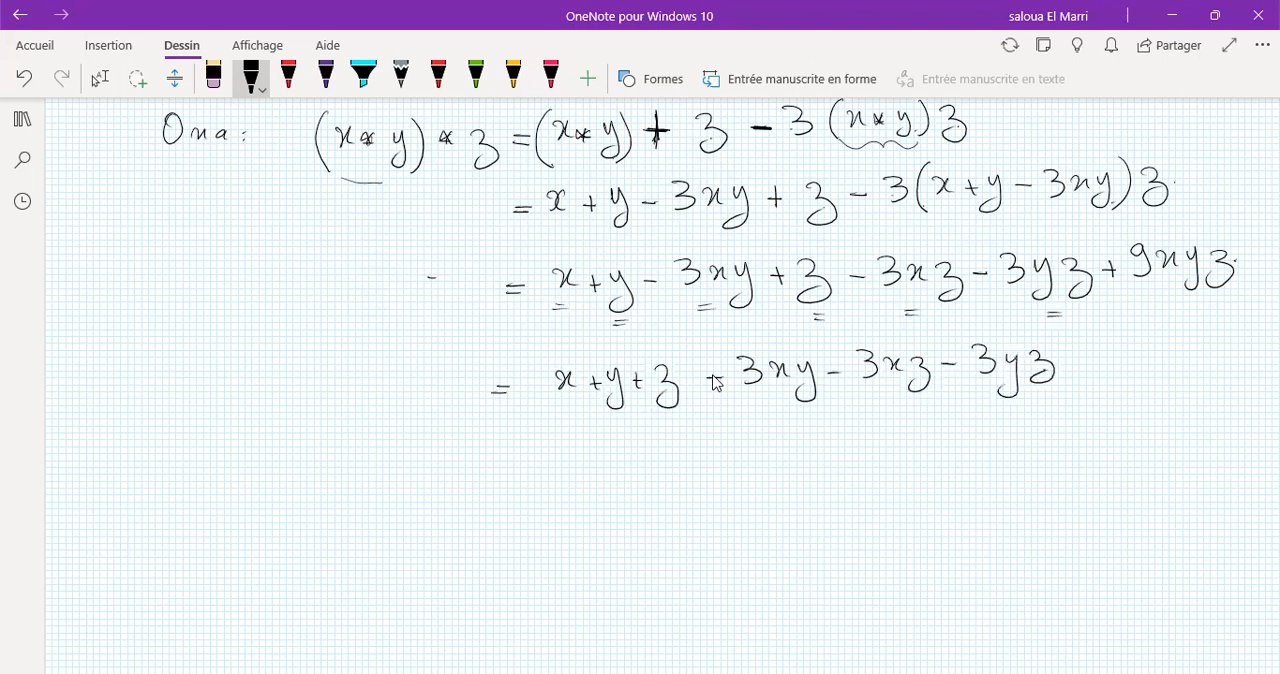 OneNote pour Windows 10
saloua El Marri
Accueil Insertion Dessin Affichage Aide
Partager
Formes
Entrée manuscrite en forme
Entrée manuscrite en texte
On a : (x * y) * z = (x * y) + z - 3 (x * y) z
= x + y - 3xy + z - 3(x + y - 3xy) z
= x + y - 3xy + z - 3xz - 3yz + 9xyz
= x + y + z - 3xy - 3xz - 3yz